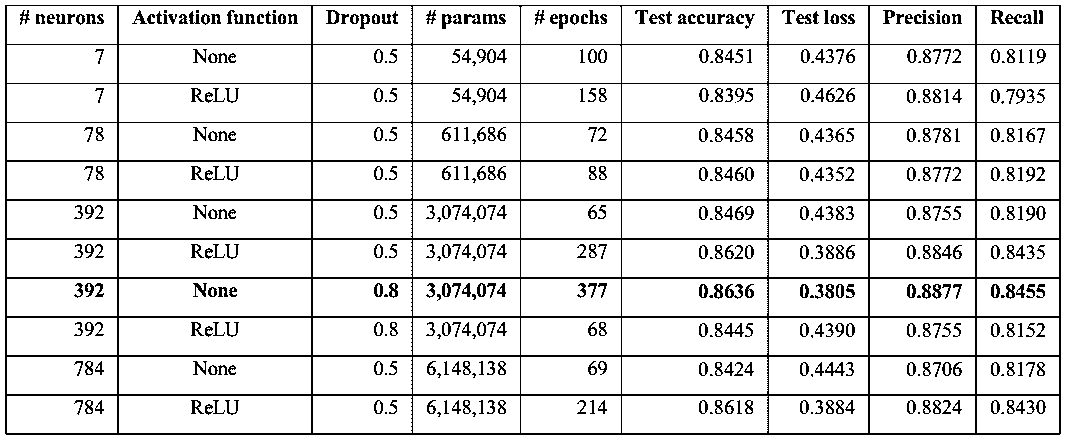 # neurons Activation function Dropout # params # epochs Test accuracy Test loss Precision Recall
7 None 0.5 54,904 100 0.8451 0.4376 0.8772 0.8119
7 ReLU 0.5 54,904 158 0.8395 0.4626 0.8814 0.7935
78 None 0.5 611,686 72 0.8458 0.4365 0.8781 0.8167
78 ReLU 0.5 611,686 88 0.8460 0.4352 0.8772 0.8192
392 None 0.5 3,074,074 65 0.8469 0.4383 0.8755 0.8190
392 ReLU 0.5 3,074,074 287 0.8620 0.3886 0.8846 0.8435
392 None 0.8 3,074,074 377 0.8636 0.3805 0.8877 0.8455
392 ReLU 0.8 3,074,074 68 0.8445 0.4390 0.8755 0.8152
784 None 0.5 6,148,138 69 0.8424 0.4443 0.8706 0.8178
784 ReLU 0.5 6,148,138 214 0.8618 0.3884 0.8824 0.8430